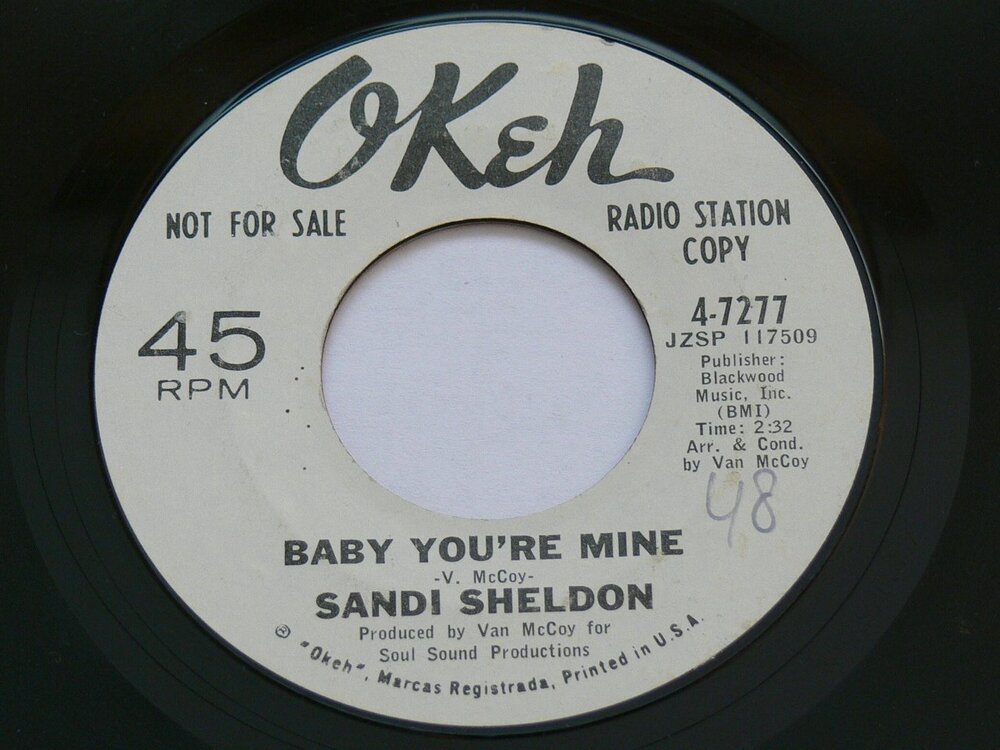 OKeh
NOT FOR SALE
RADIO STATION
COPY
45
RPM
4-7277
JZSP 117509
Publisher:
Blackwood
Music, Inc.
(BMI)
Time: 2:32
Arr. & Cond.
by Van McCoy
48
BABY YOU'RE MINE
-V. McCoy-
SANDI SHELDON
Produced by Van McCoy for
Soul Sound Productions
® "Okeh", Marcas Registrada, Printed in U.S.A.